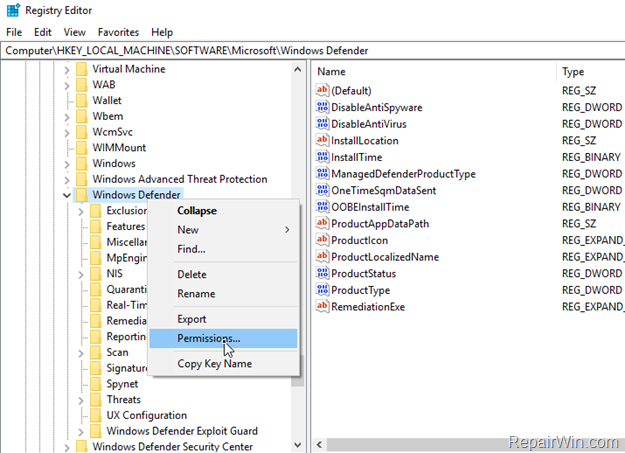 Registry Editor
File Edit View Favorites Help
Computer\HKEY_LOCAL_MACHINE\SOFTWARE\Microsoft\Windows Defender
Virtual Machine
WAB
Wallet
Wbem
WcmSvc
WIMMount
Windows
Windows Advanced Threat Protection
Windows Defender
Exclusion
Features
Miscella
MpEngin
NIS
Quaranti
Real-Tim
Remedia
Reporting
Scan
Signatur
Spynet
Threats
UX Configuration
Windows Defender Exploit Guard
Windows Defender Security Center
Collapse
New
Find...
Delete
Rename
Export
Permissions...
Copy Key Name
Name Type
(Default) REG_SZ
DisableAntiSpyware REG_DWORD
DisableAntiVirus REG_DWORD
InstallLocation REG_SZ
InstallTime REG_BINARY
ManagedDefenderProductType REG_DWORD
OneTimeSqmDataSent REG_DWORD
OOBEInstallTime REG_BINARY
ProductAppDataPath REG_SZ
ProductIcon REG_EXPAND_
ProductLocalizedName REG_EXPAND_
ProductStatus REG_DWORD
ProductType REG_DWORD
RemediationExe REG_EXPAND_
RepairWin.com